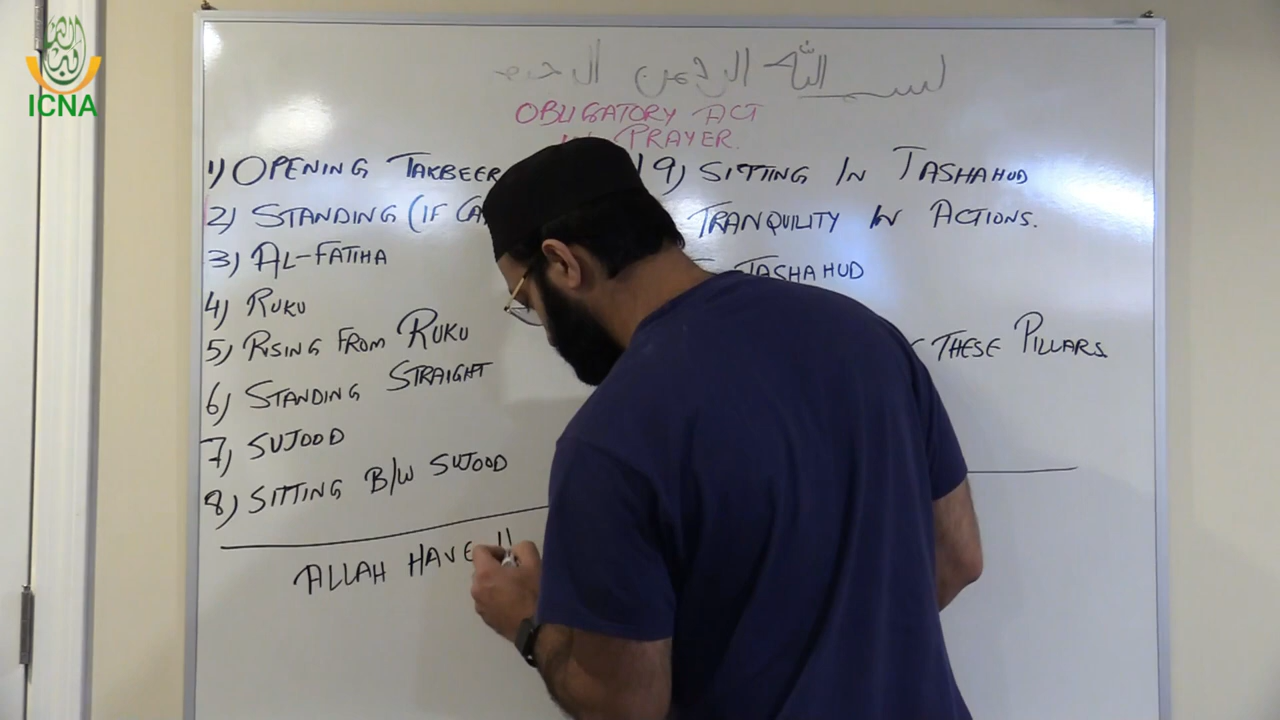 ICNA
بسم الله الرحمن الرحيم
OBLIGATORY ACT
IN PRAYER.
1) OPENING TAKBEER
2) STANDING (IF CA
3) AL-FATIHA
4) RUKU
5) RISING FROM RUKU
6) STANDING STRAIGHT
7) SUJOOD
8) SITTING B/W SUJOOD
9) SITTING IN TASHAHUD
TRANQUILITY IN ACTIONS.
TASHAHUD
THESE PILLARS
ALLAH HAVE